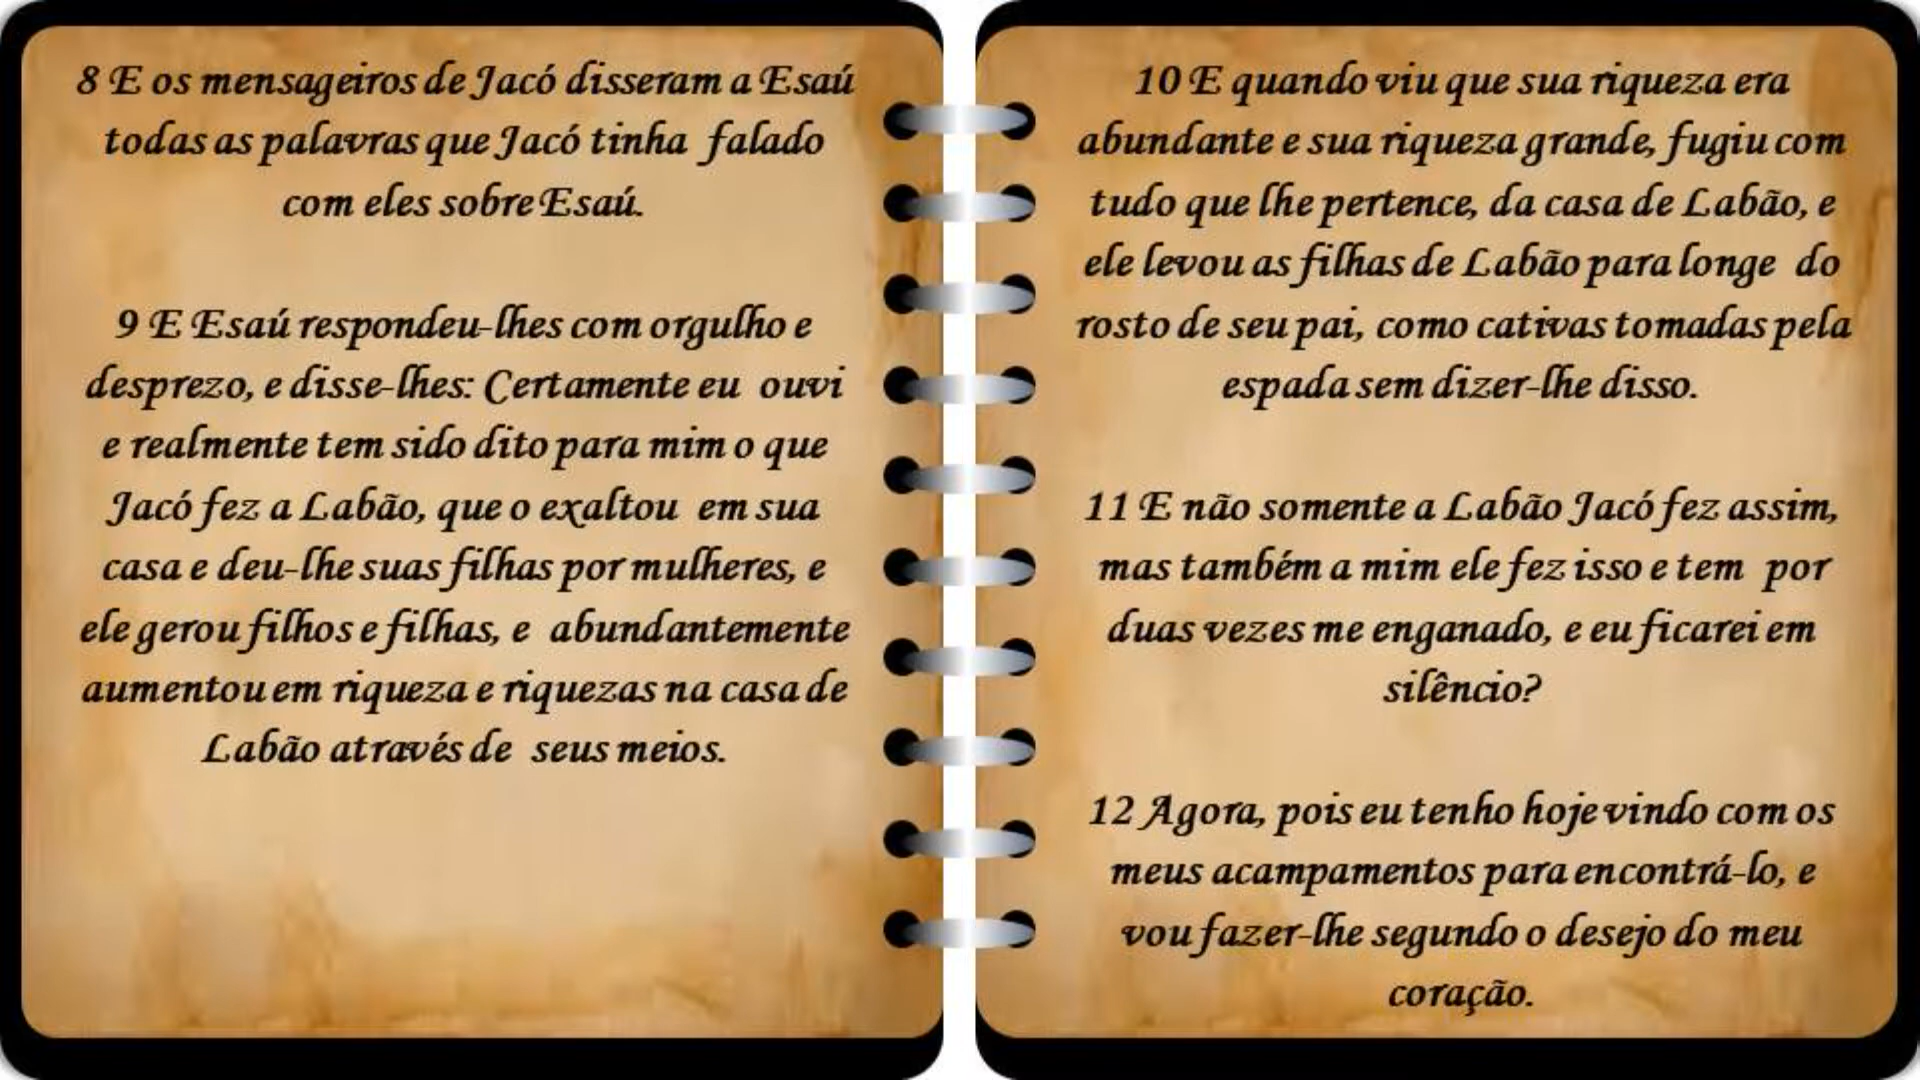 8 E os mensageiros de Jacó disseram a Esaú
todas as palavras que Jacó tinha falado
com eles sobre Esaú.
9 E Esaú respondeu-lhes com orgulho e
desprezo, e disse-lhes: Certamente eu ouvi
e realmente tem sido dito para mim o que
Jacó fez a Labão, que o exaltou em sua
casa e deu-lhe suas filhas por mulheres, e
ele gerou filhos e filhas, e abundantemente
aumentou em riqueza e riquezas na casa de
Labão através de seus meios.
10 E quando viu que sua riqueza era
abundante e sua riqueza grande, fugiu com
tudo que lhe pertence, da casa de Labão, e
ele levou as filhas de Labão para longe do
rosto de seu pai, como cativas tomadas pela
espada sem dizer-lhe disso.
11 E não somente a Labão Jacó fez assim,
mas também a mim ele fez isso e tem por
duas vezes me enganado, e eu ficarei em
silêncio?
12 Agora, pois eu tenho hoje vindo com os
meus acampamentos para encontrá-lo, e
vou fazer-lhe segundo o desejo do meu
coração.